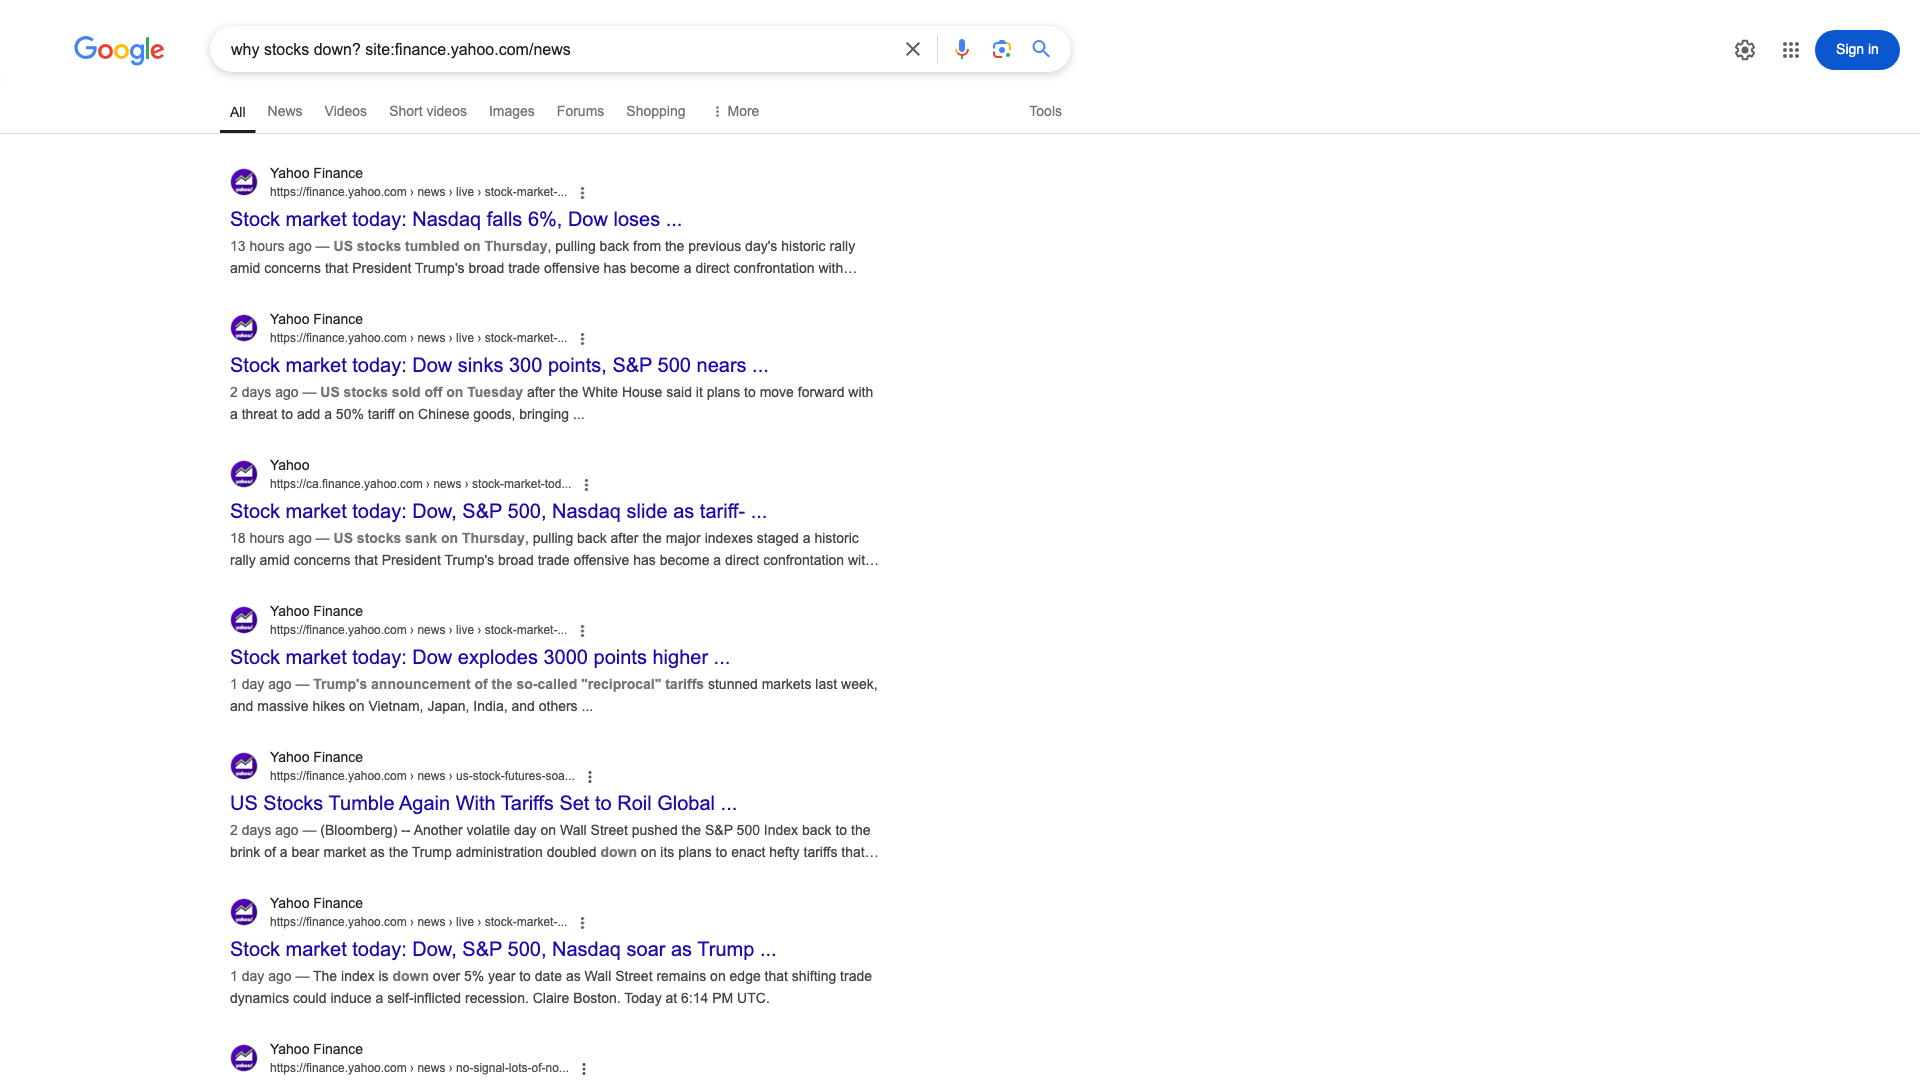 Google
why stocks down? site:finance.yahoo.com/news
Sign in
All News Videos Short videos Images Forums Shopping More Tools
Yahoo Finance
https://finance.yahoo.com › news › live › stock-market-...
Stock market today: Nasdaq falls 6%, Dow loses ...
13 hours ago — US stocks tumbled on Thursday, pulling back from the previous day's historic rally
amid concerns that President Trump's broad trade offensive has become a direct confrontation with...
Yahoo Finance
https://finance.yahoo.com › news › live › stock-market-...
Stock market today: Dow sinks 300 points, S&P 500 nears ...
2 days ago — US stocks sold off on Tuesday after the White House said it plans to move forward with
a threat to add a 50% tariff on Chinese goods, bringing ...
Yahoo
https://ca.finance.yahoo.com › news › stock-market-tod...
Stock market today: Dow, S&P 500, Nasdaq slide as tariff- ...
18 hours ago — US stocks sank on Thursday, pulling back after the major indexes staged a historic
rally amid concerns that President Trump's broad trade offensive has become a direct confrontation wit...
Yahoo Finance
https://finance.yahoo.com › news › live › stock-market-...
Stock market today: Dow explodes 3000 points higher ...
1 day ago — Trump's announcement of the so-called "reciprocal" tariffs stunned markets last week,
and massive hikes on Vietnam, Japan, India, and others ...
Yahoo Finance
https://finance.yahoo.com › news › us-stock-futures-soa...
US Stocks Tumble Again With Tariffs Set to Roil Global ...
2 days ago — (Bloomberg) -- Another volatile day on Wall Street pushed the S&P 500 Index back to the
brink of a bear market as the Trump administration doubled down on its plans to enact hefty tariffs that...
Yahoo Finance
https://finance.yahoo.com › news › live › stock-market-...
Stock market today: Dow, S&P 500, Nasdaq soar as Trump ...
1 day ago — The index is down over 5% year to date as Wall Street remains on edge that shifting trade
dynamics could induce a self-inflicted recession. Claire Boston. Today at 6:14 PM UTC.
Yahoo Finance
https://finance.yahoo.com › news › no-signal-lots-of-no...